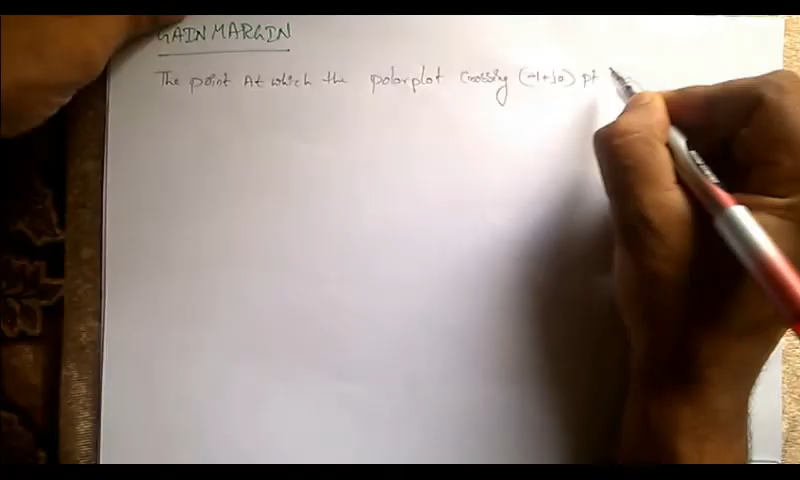 GAIN MARGIN
The point At which the polarplot Crossing (-1+j0) pt